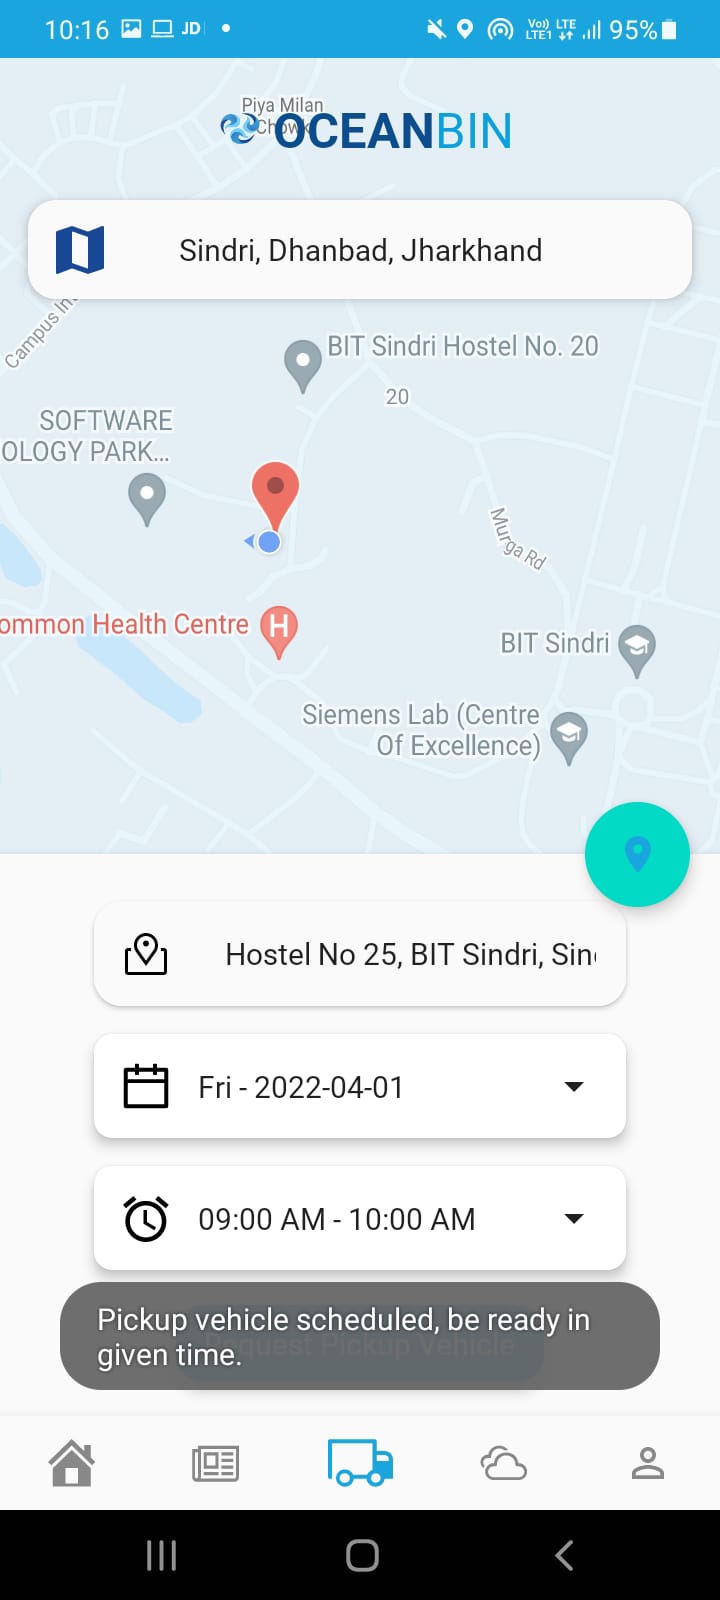 10:16 JD
Vo)) LTE
LTE1
95%
Piya Milan
Chowk
OCEANBIN
Sindri, Dhanbad, Jharkhand
Campus In
BIT Sindri Hostel No. 20
20
SOFTWARE
OLOGY PARK...
Murga Rd
ommon Health Centre
H
BIT Sindri
Siemens Lab (Centre
Of Excellence)
Hostel No 25, BIT Sindri, Sin
Fri - 2022-04-01
09:00 AM - 10:00 AM
Request Pickup Vehicle
Pickup vehicle scheduled, be ready in
given time.